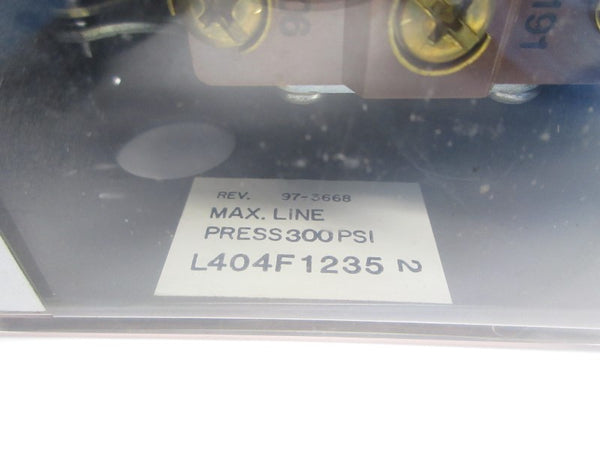 REV. 97-3668
MAX. LINE
PRESS 300 PSI
L404F1235 2